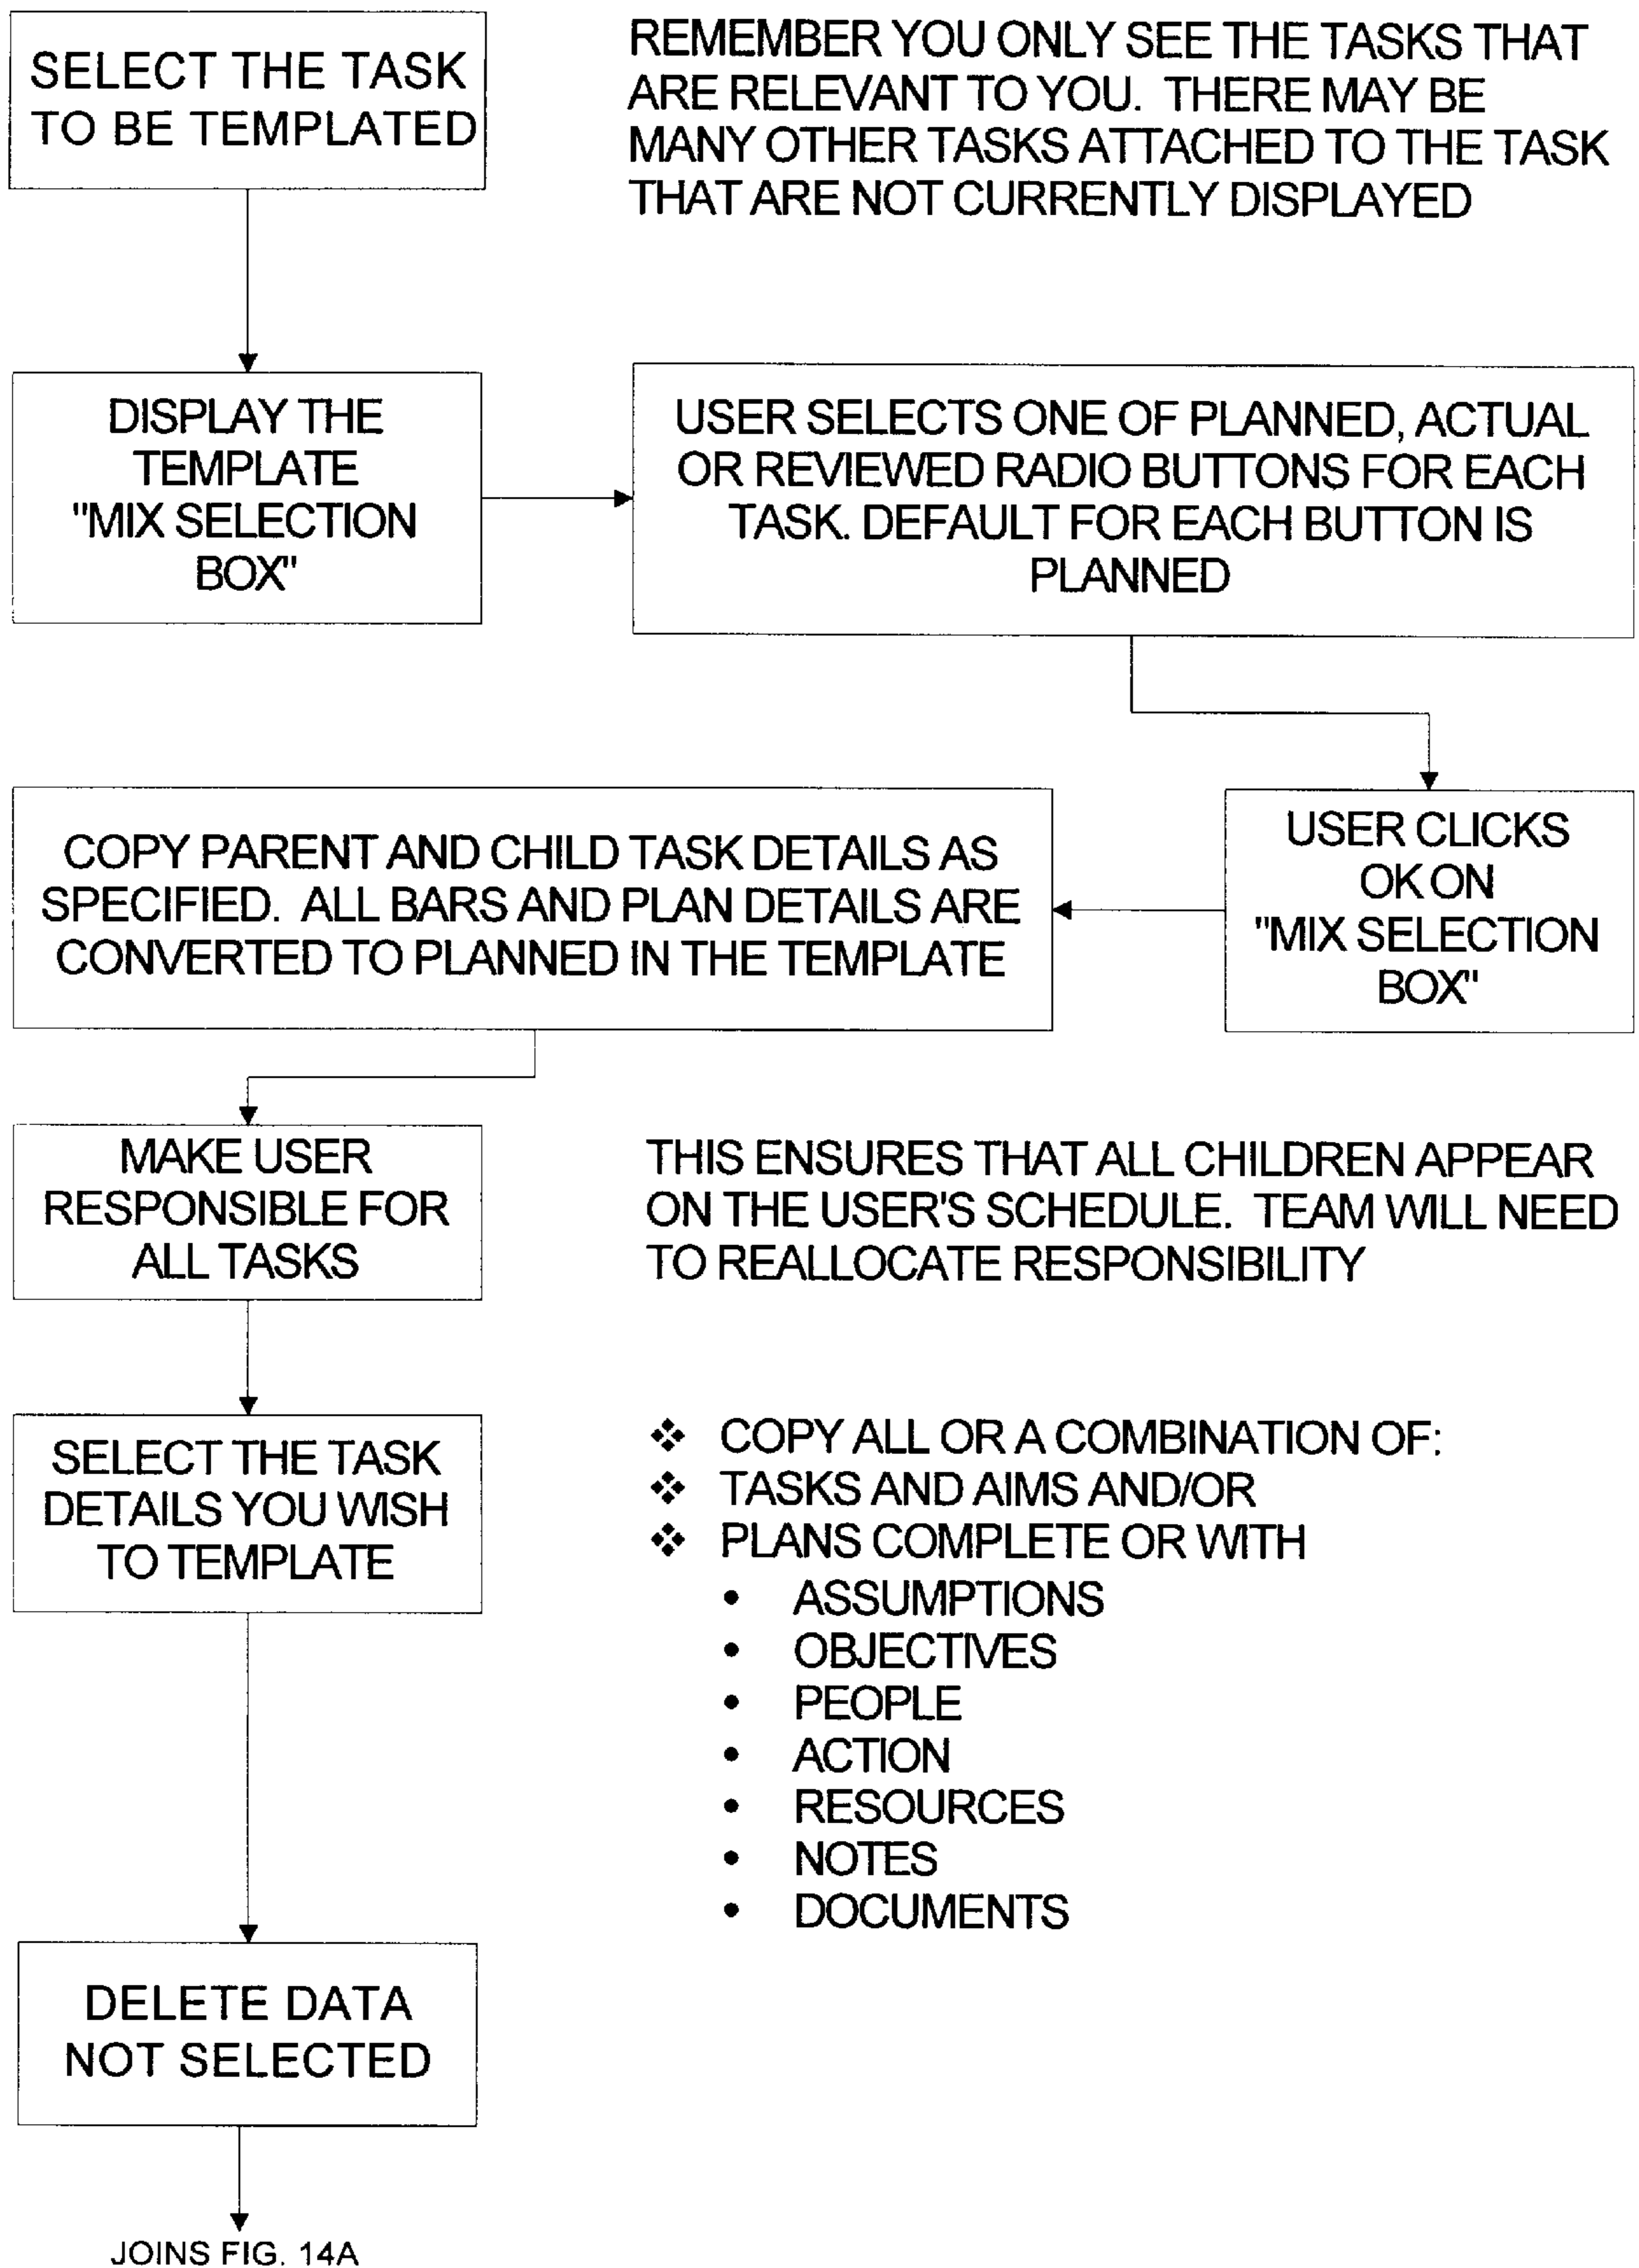 SELECT THE TASK
TO BE TEMPLATED
REMEMBER YOU ONLY SEE THE TASKS THAT
ARE RELEVANT TO YOU. THERE MAY BE
MANY OTHER TASKS ATTACHED TO THE TASK
THAT ARE NOT CURRENTLY DISPLAYED
DISPLAY THE
TEMPLATE
"MIX SELECTION
BOX"
USER SELECTS ONE OF PLANNED, ACTUAL
OR REVIEWED RADIO BUTTONS FOR EACH
TASK. DEFAULT FOR EACH BUTTON IS
PLANNED
USER CLICKS
OK ON
"MIX SELECTION
BOX"
COPY PARENT AND CHILD TASK DETAILS AS
SPECIFIED. ALL BARS AND PLAN DETAILS ARE
CONVERTED TO PLANNED IN THE TEMPLATE
MAKE USER
RESPONSIBLE FOR
ALL TASKS
THIS ENSURES THAT ALL CHILDREN APPEAR
ON THE USER'S SCHEDULE. TEAM WILL NEED
TO REALLOCATE RESPONSIBILITY
SELECT THE TASK
DETAILS YOU WISH
TO TEMPLATE
❖ COPY ALL OR A COMBINATION OF:
❖ TASKS AND AIMS AND/OR
❖ PLANS COMPLETE OR WITH
• ASSUMPTIONS
• OBJECTIVES
• PEOPLE
• ACTION
• RESOURCES
• NOTES
• DOCUMENTS
DELETE DATA
NOT SELECTED
JOINS FIG. 14A